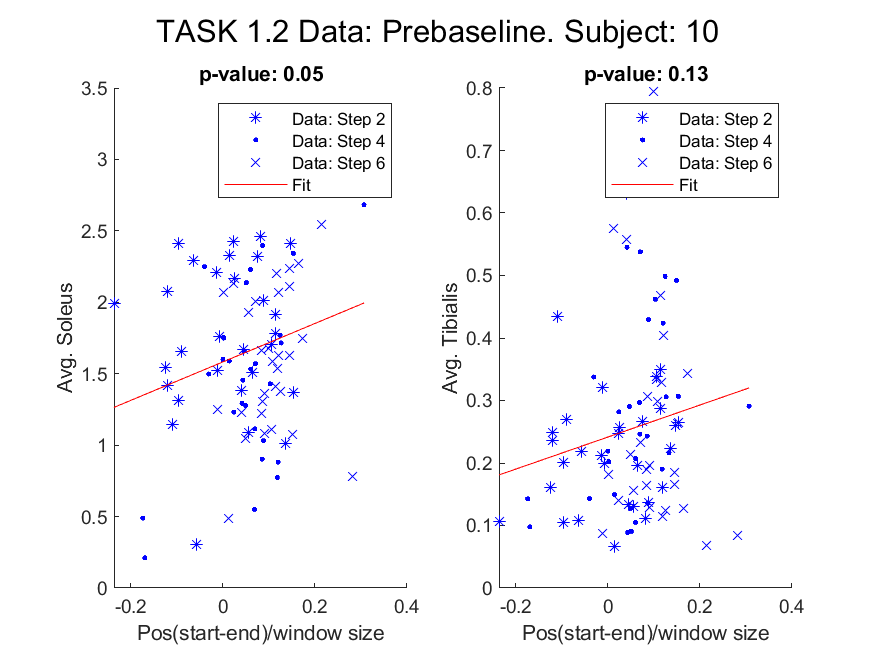 TASK 1.2 Data: Prebaseline. Subject: 10
p-value: 0.05
3.5
3
2.5
2
1.5
1
0.5
0
Avg. Soleus
Data: Step 2
Data: Step 4
Data: Step 6
Fit
-0.2
0
0.2
0.4
Pos(start-end)/window size
p-value: 0.13
0.8
0.7
0.6
0.5
0.4
0.3
0.2
0.1
0
Avg. Tibialis
Data: Step 2
Data: Step 4
Data: Step 6
Fit
-0.2
0
0.2
0.4
Pos(start-end)/window size